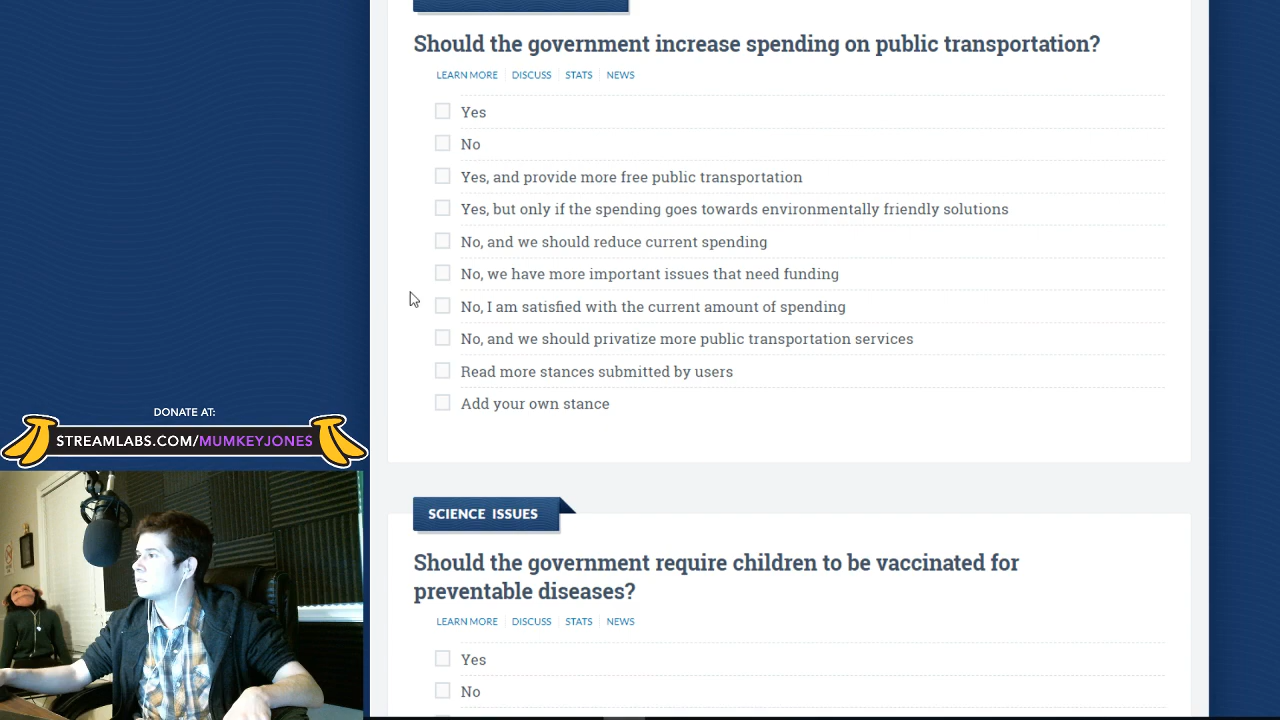 Should the government increase spending on public transportation?
LEARN MORE DISCUSS STATS NEWS
Yes
No
Yes, and provide more free public transportation
Yes, but only if the spending goes towards environmentally friendly solutions
No, and we should reduce current spending
No, we have more important issues that need funding
No, I am satisfied with the current amount of spending
No, and we should privatize more public transportation services
Read more stances submitted by users
Add your own stance
DONATE AT:
STREAMLABS.COM/MUMKEYJONES
SCIENCE ISSUES
Should the government require children to be vaccinated for
preventable diseases?
LEARN MORE DISCUSS STATS NEWS
Yes
No